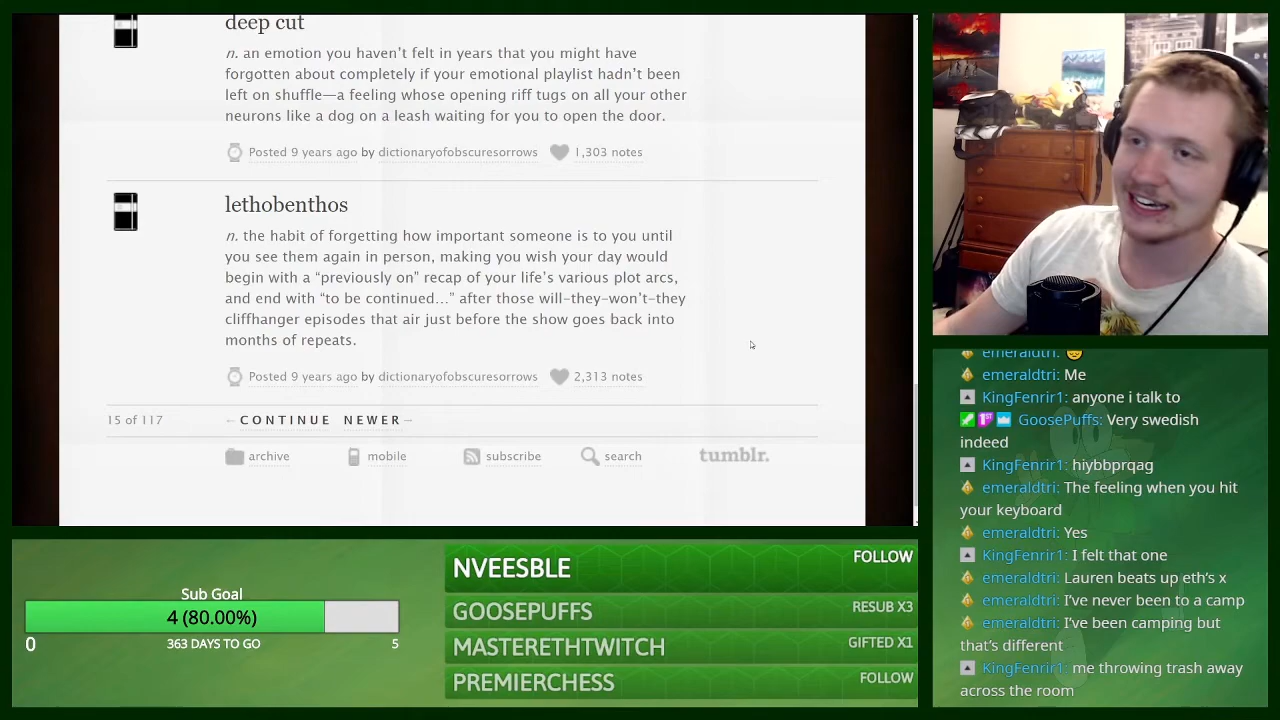 deep cut
n. an emotion you haven’t felt in years that you might have
forgotten about completely if your emotional playlist hadn’t been
left on shuffle—a feeling whose opening riff tugs on all your other
neurons like a dog on a leash waiting for you to open the door.
Posted 9 years ago by dictionaryofobscuresorrows 1,303 notes
lethobenthos
n. the habit of forgetting how important someone is to you until
you see them again in person, making you wish your day would
begin with a “previously on” recap of your life’s various plot arcs,
and end with “to be continued…” after those will-they-won’t-they
cliffhanger episodes that air just before the show goes back into
months of repeats.
Posted 9 years ago by dictionaryofobscuresorrows 2,313 notes
15 of 117 ←CONTINUE NEWER→
archive mobile subscribe search tumblr.
Sub Goal
4 (80.00%)
0 363 DAYS TO GO 5
NVEESBLE FOLLOW
GOOSEPUFFS RESUB X3
MASTERETHTWITCH GIFTED X1
PREMIERCHESS FOLLOW
emeraldtri: 😔
emeraldtri: Me
KingFenrir1: anyone i talk to
GoosePuffs: Very swedish
indeed
KingFenrir1: hiybbprqag
emeraldtri: The feeling when you hit
your keyboard
emeraldtri: Yes
KingFenrir1: I felt that one
emeraldtri: Lauren beats up eth’s x
emeraldtri: I’ve never been to a camp
emeraldtri: I’ve been camping but
that’s different
KingFenrir1: me throwing trash away
across the room